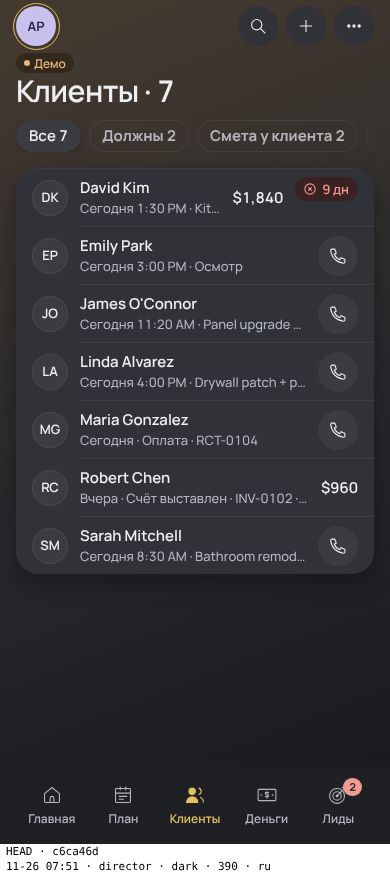 AP
Демо
Клиенты · 7
Все 7
Должны 2
Смета у клиента 2
DK
David Kim
$1,840
9 дн
Сегодня 1:30 PM · Kit...
EP
Emily Park
Сегодня 3:00 PM · Осмотр
JO
James O'Connor
Сегодня 11:20 AM · Panel upgrade ...
LA
Linda Alvarez
Сегодня 4:00 PM · Drywall patch + p...
MG
Maria Gonzalez
Сегодня · Оплата · RCT-0104
RC
Robert Chen
$960
Вчера · Счёт выставлен · INV-0102 ·...
SM
Sarah Mitchell
Сегодня 8:30 AM · Bathroom remod...
2
Главная
План
Клиенты
Деньги
Лиды
HEAD · c6ca46d
11-26 07:51 · director · dark · 390 · ru